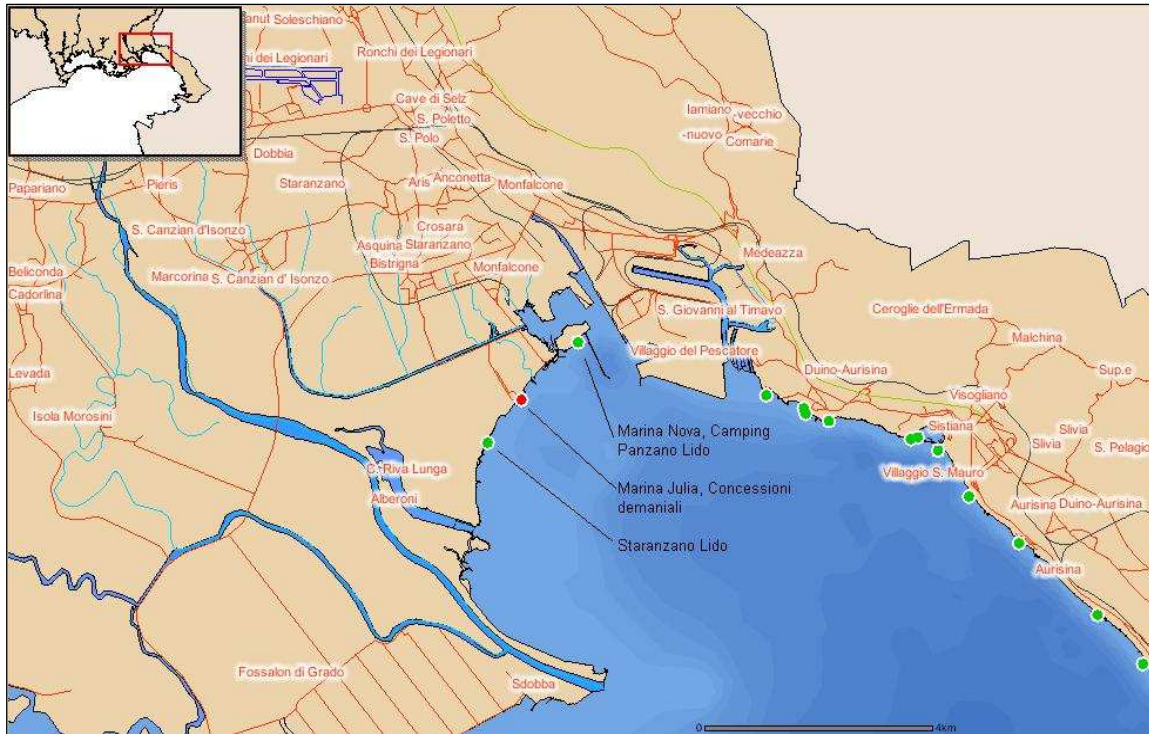 Soleschiano
Ronchi dei Legionari
dei Legionari
Cave di Selz
S. Poletto
S. Polo
Iamiano
-vecchio
-nuovo
Comarie
Dobbia
Papariano
Pieris
Staranzano
Aris
Anconetta
Monfalcone
S. Canzian d'Isonzo
Crosara
Asquina
Staranzano
Bistrigna
Monfalcone
Medeazza
Beliconda
Cadorlina
Marcorina
S. Canzian d' Isonzo
S. Giovanni al Timavo
Ceroglie dell'Ermada
Malchina
Villaggio del Pescatore
Levada
Duino-Aurisina
Sup.e
Visogliano
Isola Morosini
Sistiana
Slivia
Slivia
S. Pelagio
Marina Nova, Camping
Panzano Lido
C. Riva Lunga
Alberoni
Villaggio S. Mauro
Marina Julia, Concessioni
demaniali
Aurisina
Duino-Aurisina
Staranzano Lido
Aurisina
Fossalon di Grado
Sdobba
0
4km